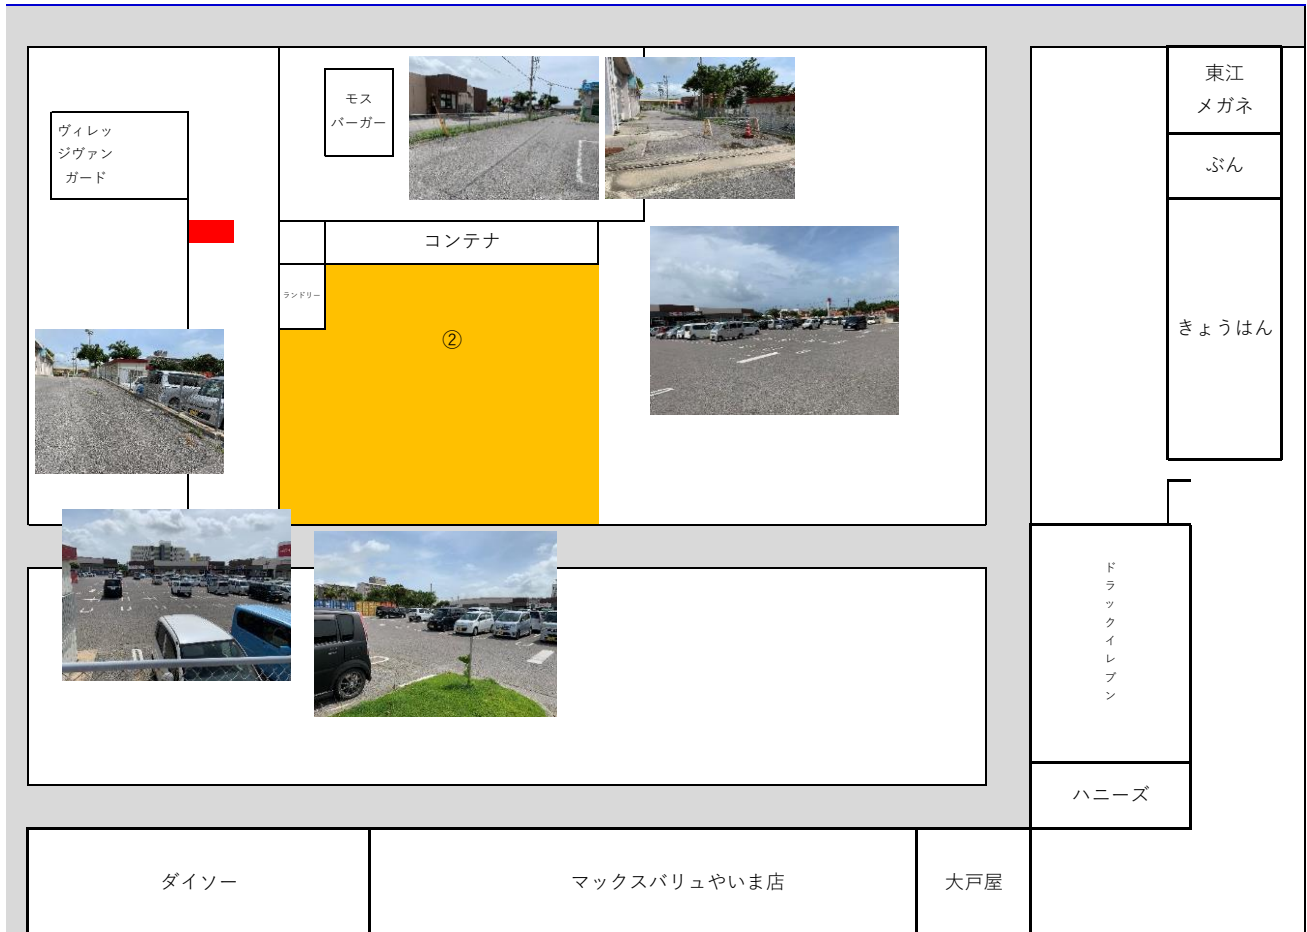 東江
メガネ
モス
バーガー
ヴィレッ
ジヴァン
ガード
ぶん
コンテナ
ランドリー
きょうはん
②
ドラックイレブン
ハニーズ
ダイソー
マックスバリュやいま店
大戸屋